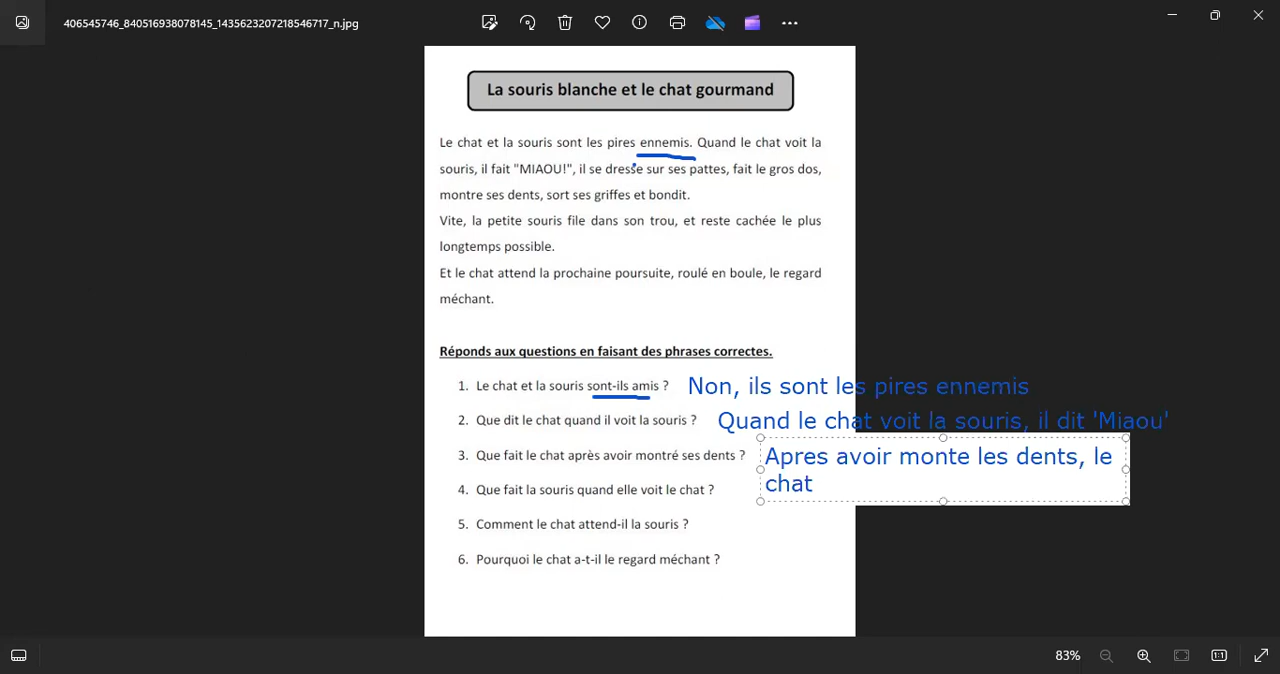 406545746_840516938078145_1435623207218546717_n.jpg
La souris blanche et le chat gourmand
Le chat et la souris sont les pires ennemis. Quand le chat voit la
souris, il fait "MIAOU!", il se dresse sur ses pattes, fait le gros dos,
montre ses dents, sort ses griffes et bondit.
Vite, la petite souris file dans son trou, et reste cachée le plus
longtemps possible.
Et le chat attend la prochaine poursuite, roulé en boule, le regard
méchant.
Réponds aux questions en faisant des phrases correctes.
1. Le chat et la souris sont-ils amis ? Non, ils sont les pires ennemis
2. Que dit le chat quand il voit la souris ? Quand le chat voit la souris, il dit 'Miaou'
3. Que fait le chat après avoir montré ses dents ? Apres avoir monte les dents, le
chat
4. Que fait la souris quand elle voit le chat ?
5. Comment le chat attend-il la souris ?
6. Pourquoi le chat a-t-il le regard méchant ?
83%
1:1